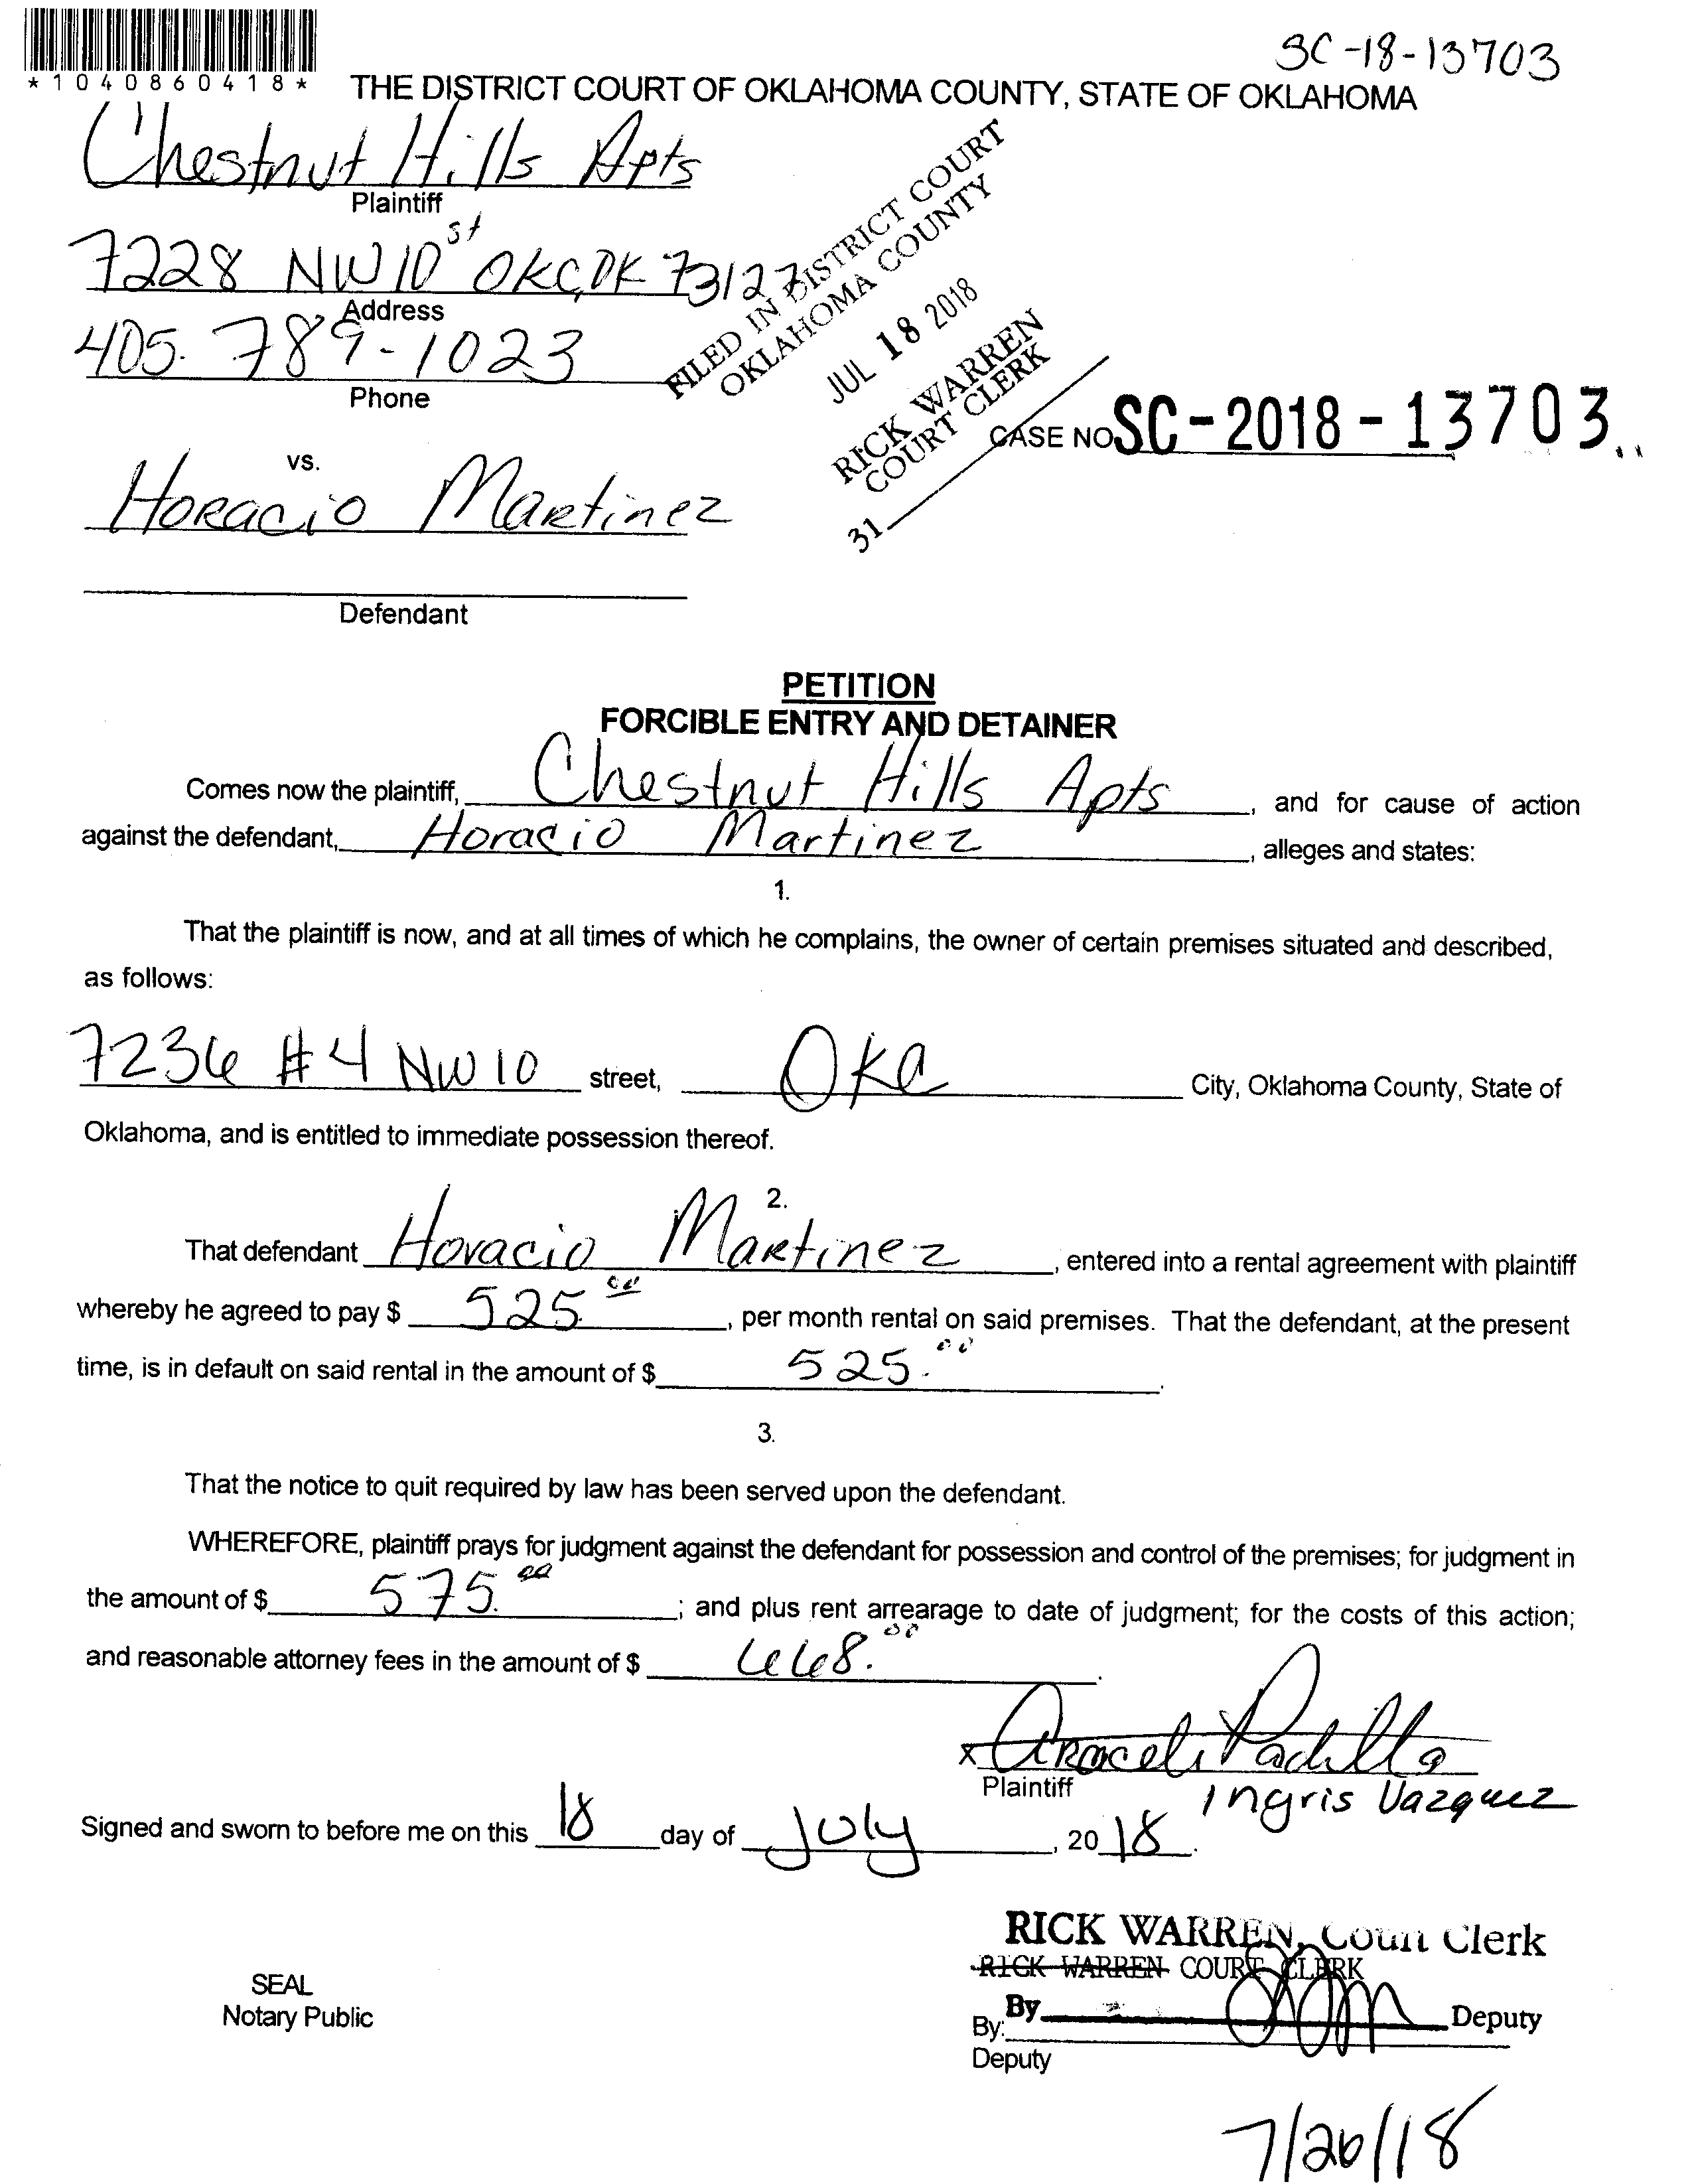 *1040860418*
SC-18-13703
THE DISTRICT COURT OF OKLAHOMA COUNTY, STATE OF OKLAHOMA
Chestnut Hills Apts
Plaintiff
7228 NW 10 st OKC, OK 73127
Address
405. 789-1023
Phone
FILED IN DISTRICT COURT
OKLAHOMA COUNTY
JUL 18 2018
RICK WARREN
COURT CLERK
31
CASE NO SC-2018-13703
vs.
Horacio Martinez
Defendant
PETITION
FORCIBLE ENTRY AND DETAINER
Comes now the plaintiff, Chestnut Hills Apts, and for cause of action
against the defendant, Horacio Martinez, alleges and states:
1.
That the plaintiff is now, and at all times of which he complains, the owner of certain premises situated and described,
as follows:
7236 #4 NW 10 street, OKC City, Oklahoma County, State of
Oklahoma, and is entitled to immediate possession thereof.
2.
That defendant Horacio Martinez, entered into a rental agreement with plaintiff
whereby he agreed to pay $ 525.00, per month rental on said premises. That the defendant, at the present
time, is in default on said rental in the amount of $ 525.00.
3.
That the notice to quit required by law has been served upon the defendant.
WHEREFORE, plaintiff prays for judgment against the defendant for possession and control of the premises; for judgment in
the amount of $ 575.00; and plus rent arrearage to date of judgment; for the costs of this action;
and reasonable attorney fees in the amount of $ 668.00.
x Araceli Padilla
Plaintiff
Ingris Vazquez
Signed and sworn to before me on this 18 day of July, 20 18.
RICK WARREN, Court Clerk
RICK WARREN COURT CLERK
SEAL
Notary Public
By Deputy
By:
Deputy
7/26/18